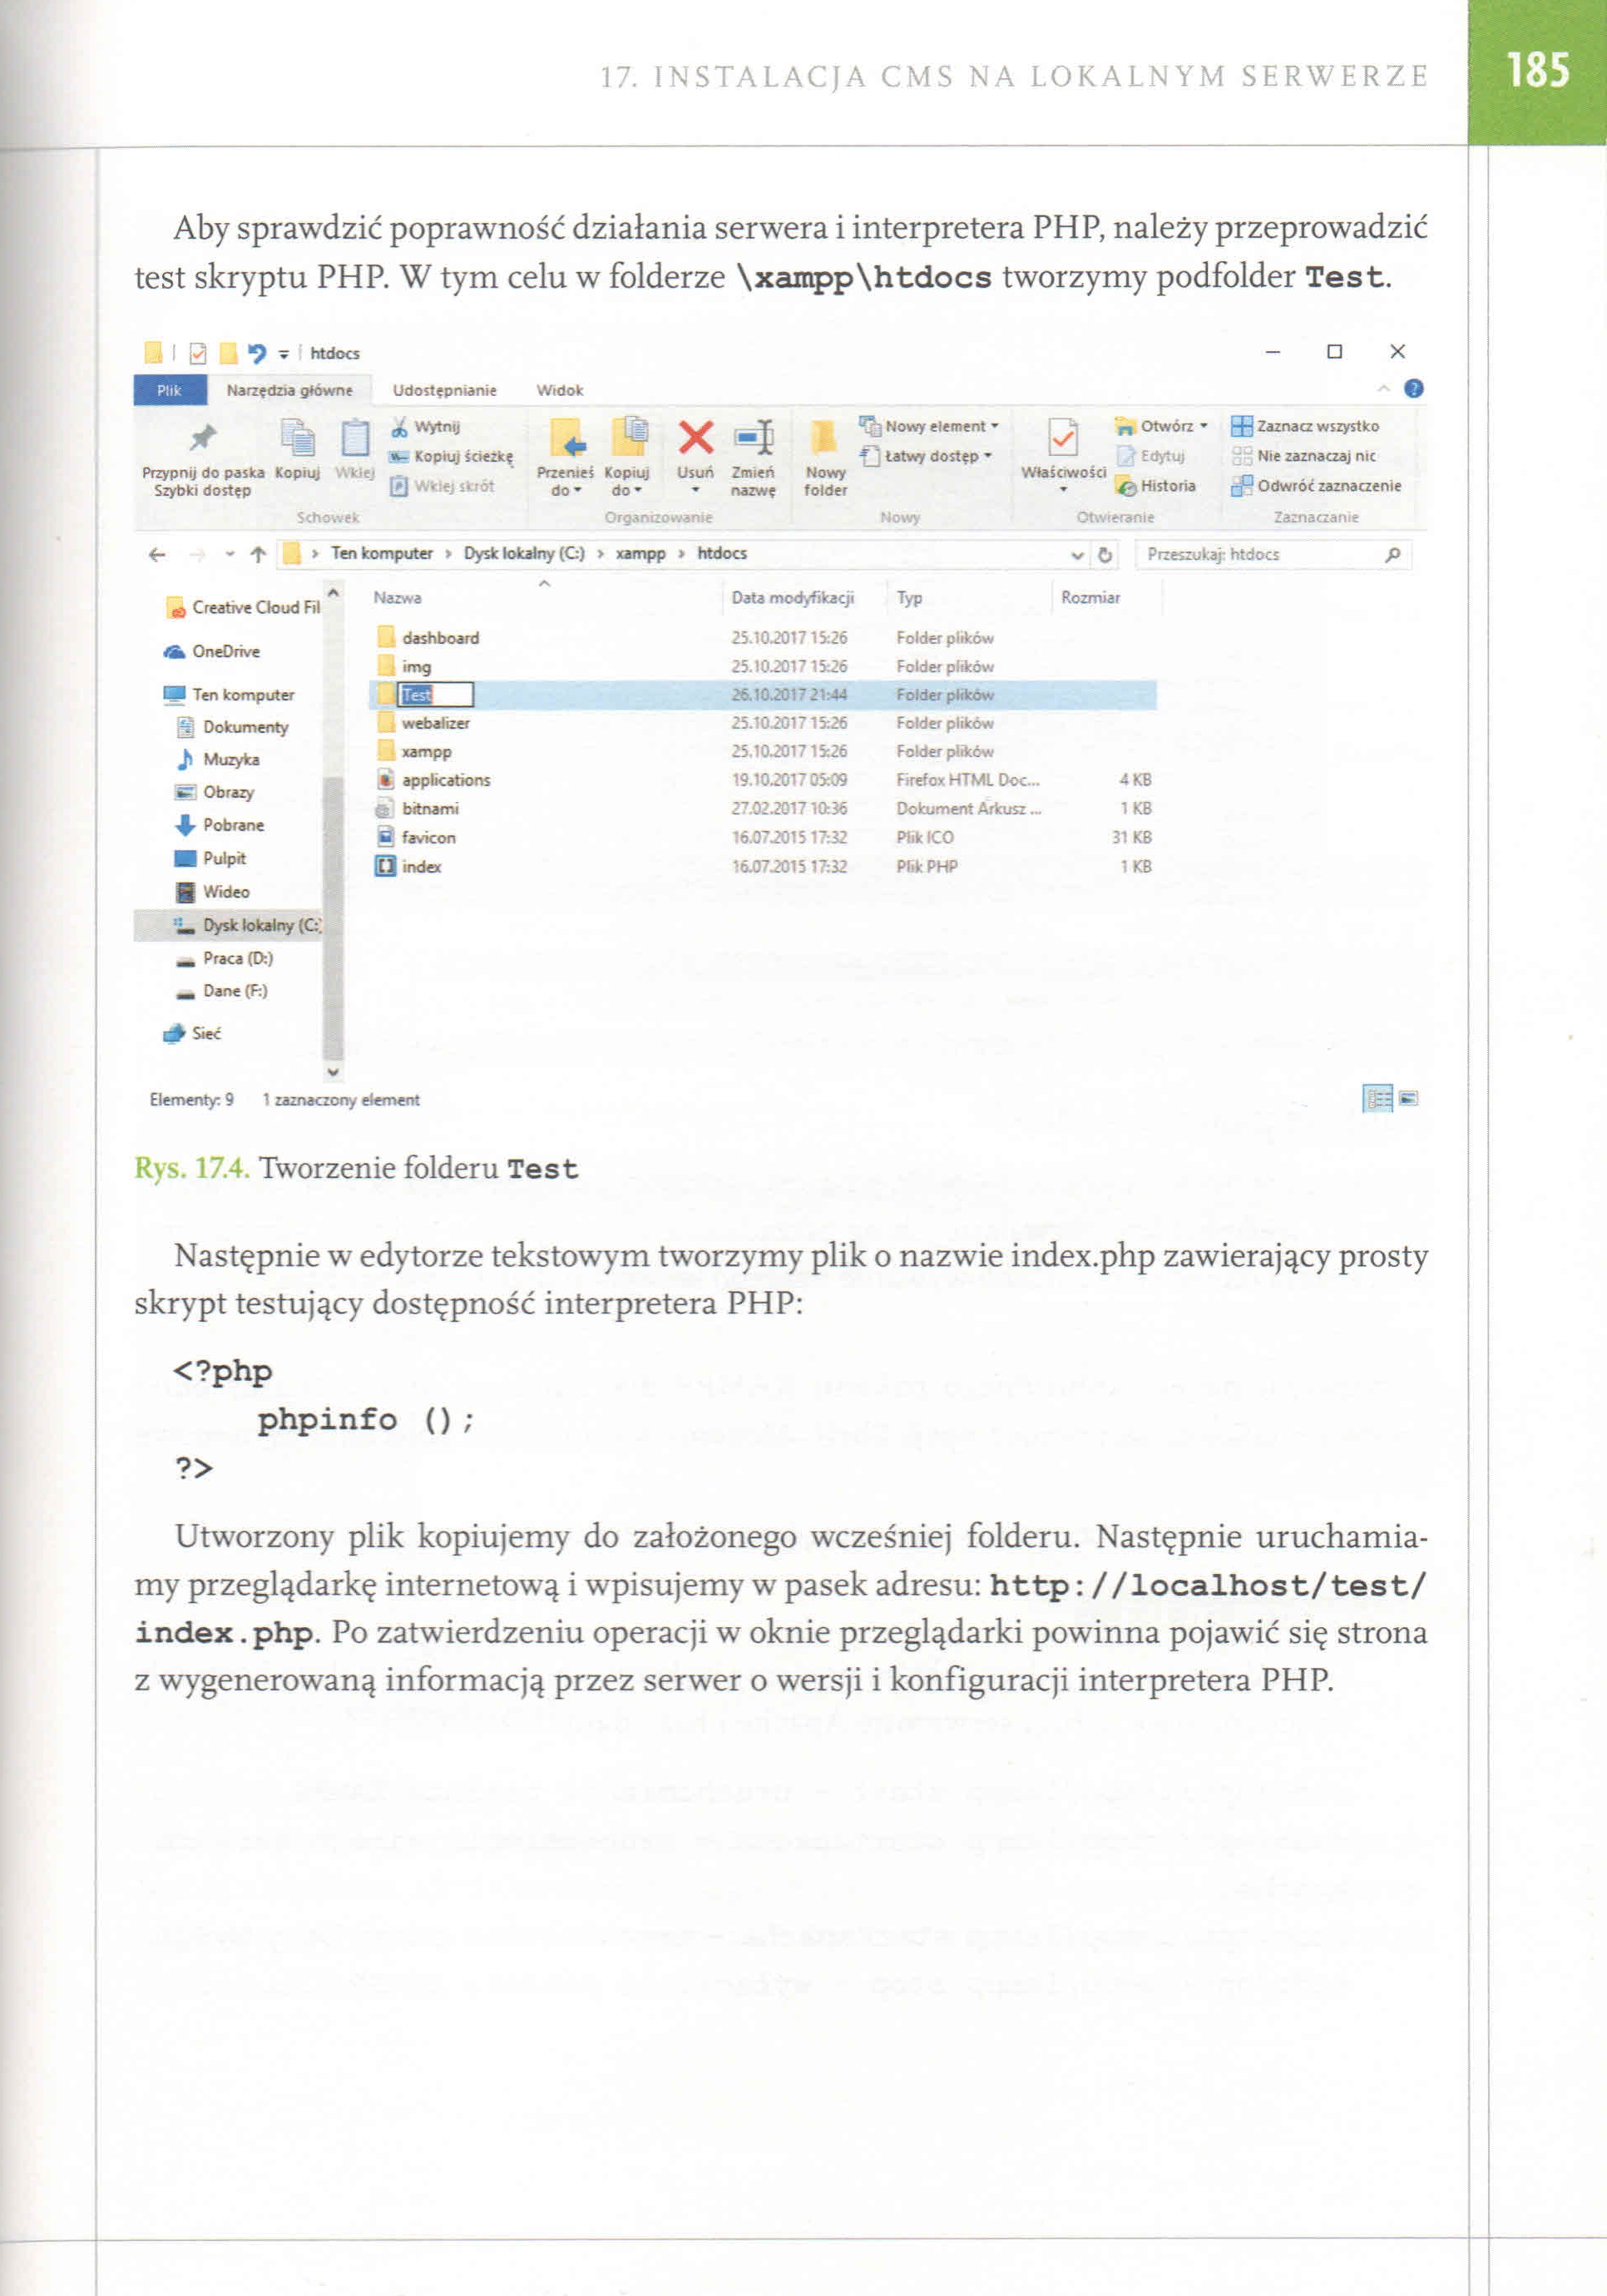 17. INSTALACJA CMS NA LOKALNYM SERWERZE
185
Aby sprawdzić poprawność działania serwera i interpretera PHP, należy przeprowadzić
test skryptu PHP. W tym celu w folderze \xampp\htdocs tworzymy podfolder Test.
htdocs
Plik Narzędzia główne Udostępnianie Widok
Przypnij do paska Szybki dostęp
Kopiuj
Wklej
Wytnij
Kopiuj ścieżkę
Wklej skrót
Schowek
Przenieś do
Kopiuj do
Usuń
Zmień nazwę
Organizowanie
Nowy folder
Nowy element
Łatwy dostęp
Nowy
Właściwości
Otwórz
Edytuj
Historia
Otwieranie
Zaznacz wszystko
Nie zaznaczaj nic
Odwróć zaznaczenie
Zaznaczanie
Ten komputer > Dysk lokalny (C:) > xampp > htdocs
Przeszukaj: htdocs
Creative Cloud Fil
OneDrive
Ten komputer
Dokumenty
Muzyka
Obrazy
Pobrane
Pulpit
Wideo
Dysk lokalny (C:
Praca (D:)
Dane (F:)
Sieć
Nazwa Data modyfikacji Typ Rozmiar
dashboard 25.10.2017 15:26 Folder plików
img 25.10.2017 15:26 Folder plików
Test 26.10.2017 21:44 Folder plików
webalizer 25.10.2017 15:26 Folder plików
xampp 25.10.2017 15:26 Folder plików
applications 19.10.2017 05:09 Firefox HTML Doc... 4 KB
bitnami 27.02.2017 10:36 Dokument Arkusz ... 1 KB
favicon 16.07.2015 17:32 Plik ICO 31 KB
index 16.07.2015 17:32 Plik PHP 1 KB
Elementy: 9 1 zaznaczony element
Rys. 17.4. Tworzenie folderu Test
Następnie w edytorze tekstowym tworzymy plik o nazwie index.php zawierający prosty
skrypt testujący dostępność interpretera PHP:
<?php
phpinfo ();
?>
Utworzony plik kopiujemy do założonego wcześniej folderu. Następnie uruchamia-
my przeglądarkę internetową i wpisujemy w pasek adresu: http://localhost/test/
index.php. Po zatwierdzeniu operacji w oknie przeglądarki powinna pojawić się strona
z wygenerowaną informacją przez serwer o wersji i konfiguracji interpretera PHP.